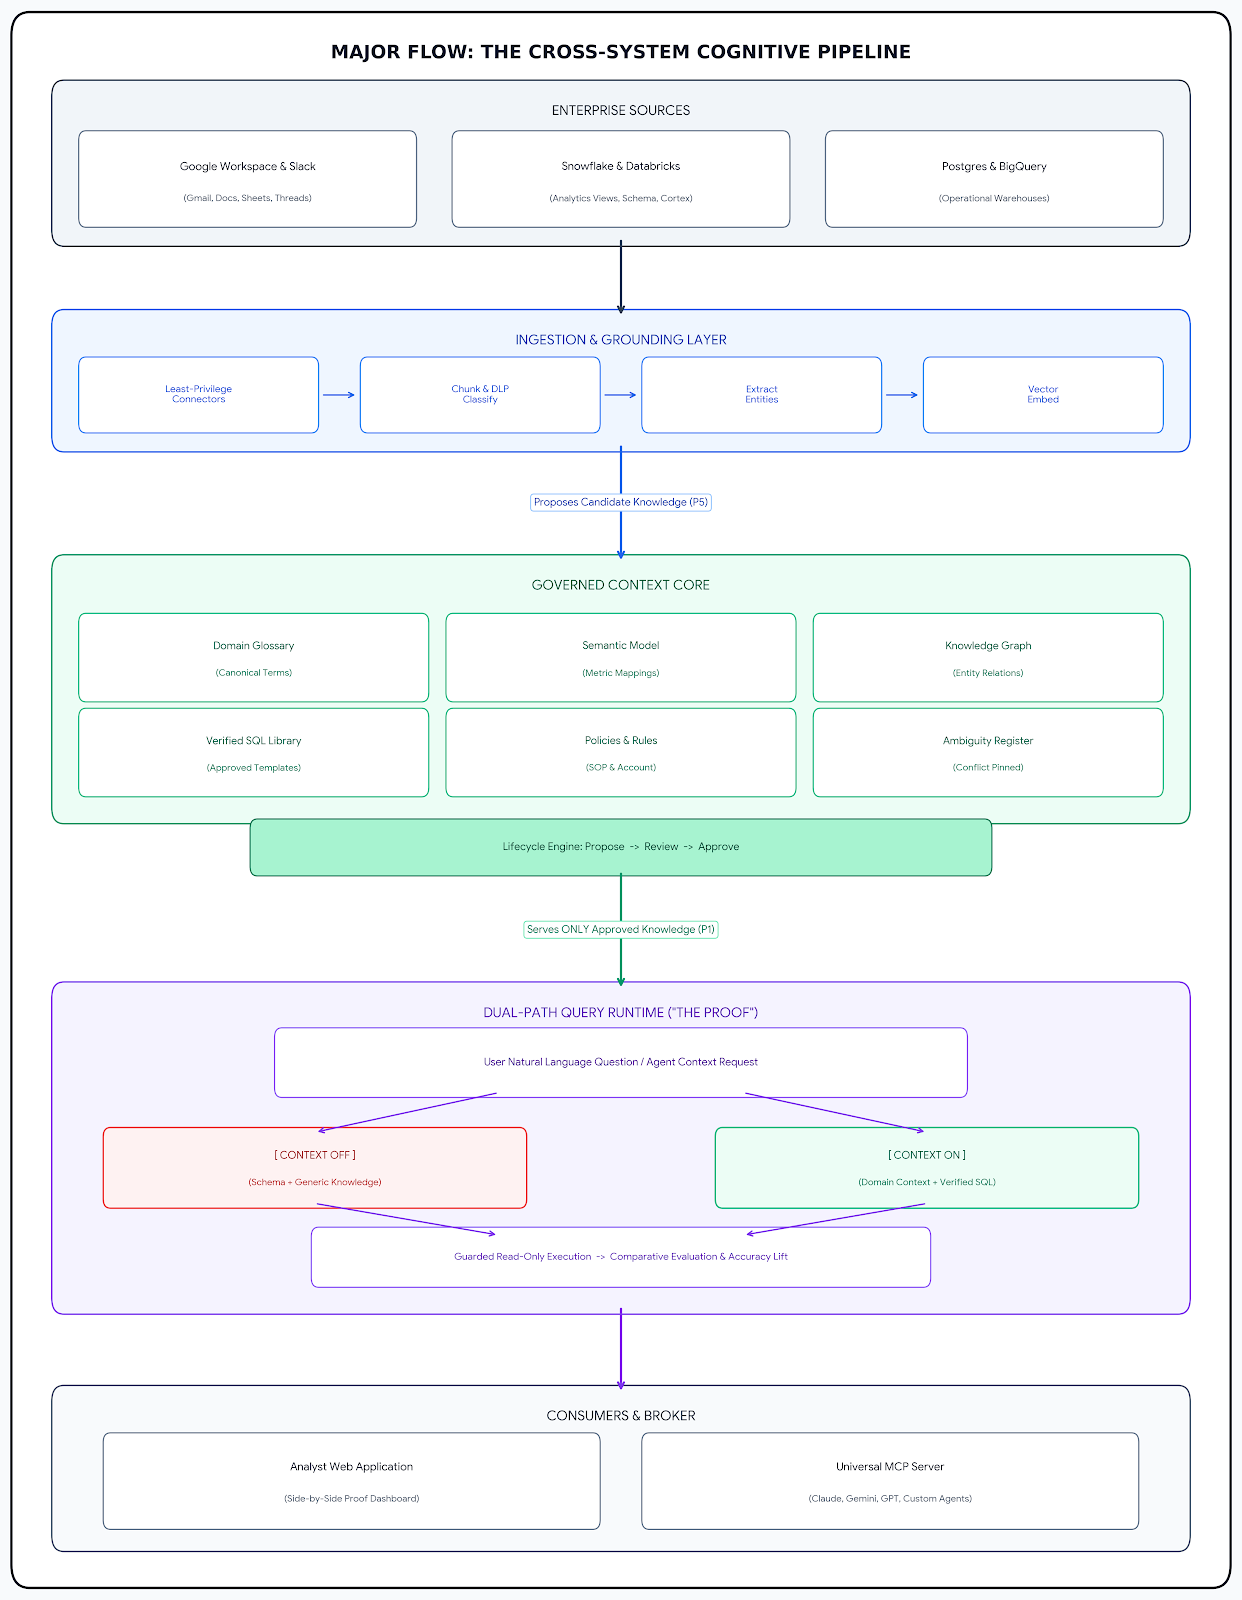 MAJOR FLOW: THE CROSS-SYSTEM COGNITIVE PIPELINE
ENTERPRISE SOURCES
Google Workspace & Slack
(Gmail, Docs, Sheets, Threads)
Snowflake & Databricks
(Analytics Views, Schema, Cortex)
Postgres & BigQuery
(Operational Warehouses)
INGESTION & GROUNDING LAYER
Least-Privilege
Connectors
Chunk & DLP
Classify
Extract
Entities
Vector
Embed
Proposes Candidate Knowledge (P5)
GOVERNED CONTEXT CORE
Domain Glossary
(Canonical Terms)
Semantic Model
(Metric Mappings)
Knowledge Graph
(Entity Relations)
Verified SQL Library
(Approved Templates)
Policies & Rules
(SOP & Account)
Ambiguity Register
(Conflict Pinned)
Lifecycle Engine: Propose -> Review -> Approve
Serves ONLY Approved Knowledge (P1)
DUAL-PATH QUERY RUNTIME ("THE PROOF")
User Natural Language Question / Agent Context Request
[ CONTEXT OFF ]
(Schema + Generic Knowledge)
[ CONTEXT ON ]
(Domain Context + Verified SQL)
Guarded Read-Only Execution -> Comparative Evaluation & Accuracy Lift
CONSUMERS & BROKER
Analyst Web Application
(Side-by-Side Proof Dashboard)
Universal MCP Server
(Claude, Gemini, GPT, Custom Agents)